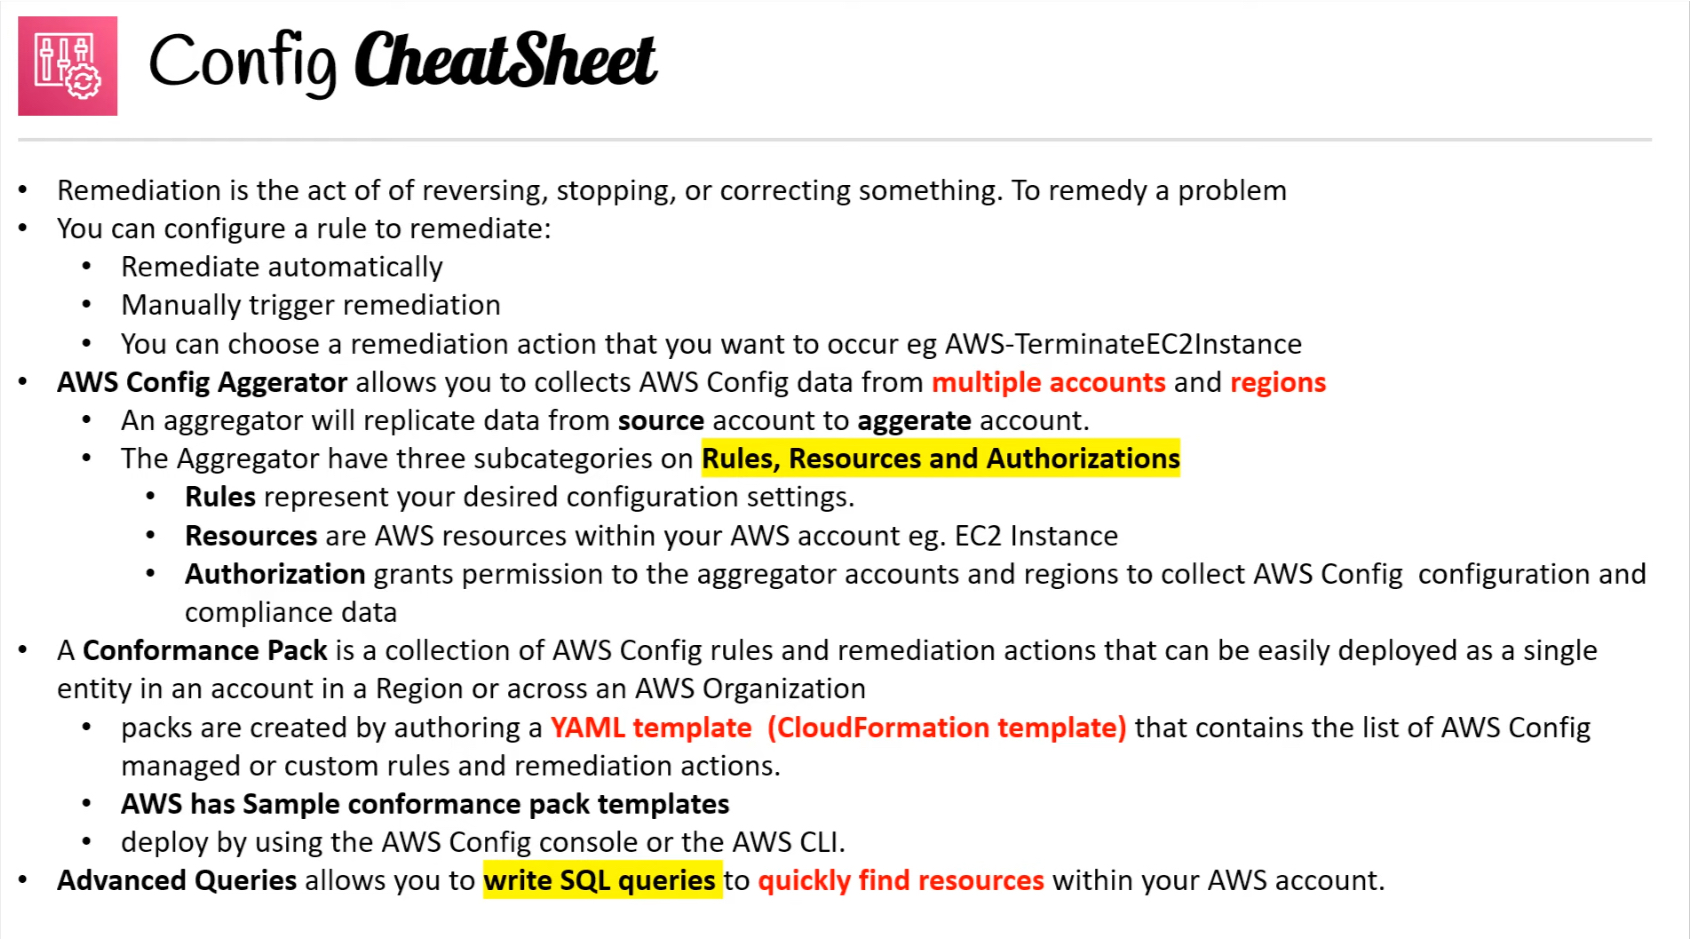 Config CheatSheet
• Remediation is the act of of reversing, stopping, or correcting something. To remedy a problem
• You can configure a rule to remediate:
• Remediate automatically
• Manually trigger remediation
• You can choose a remediation action that you want to occur eg AWS-TerminateEC2Instance
• AWS Config Aggerator allows you to collects AWS Config data from multiple accounts and regions
• An aggregator will replicate data from source account to aggerate account.
• The Aggregator have three subcategories on Rules, Resources and Authorizations
• Rules represent your desired configuration settings.
• Resources are AWS resources within your AWS account eg. EC2 Instance
• Authorization grants permission to the aggregator accounts and regions to collect AWS Config  configuration and
compliance data
• A Conformance Pack is a collection of AWS Config rules and remediation actions that can be easily deployed as a single
entity in an account in a Region or across an AWS Organization
• packs are created by authoring a YAML template  (CloudFormation template) that contains the list of AWS Config
managed or custom rules and remediation actions.
• AWS has Sample conformance pack templates
• deploy by using the AWS Config console or the AWS CLI.
• Advanced Queries allows you to write SQL queries to quickly find resources within your AWS account.